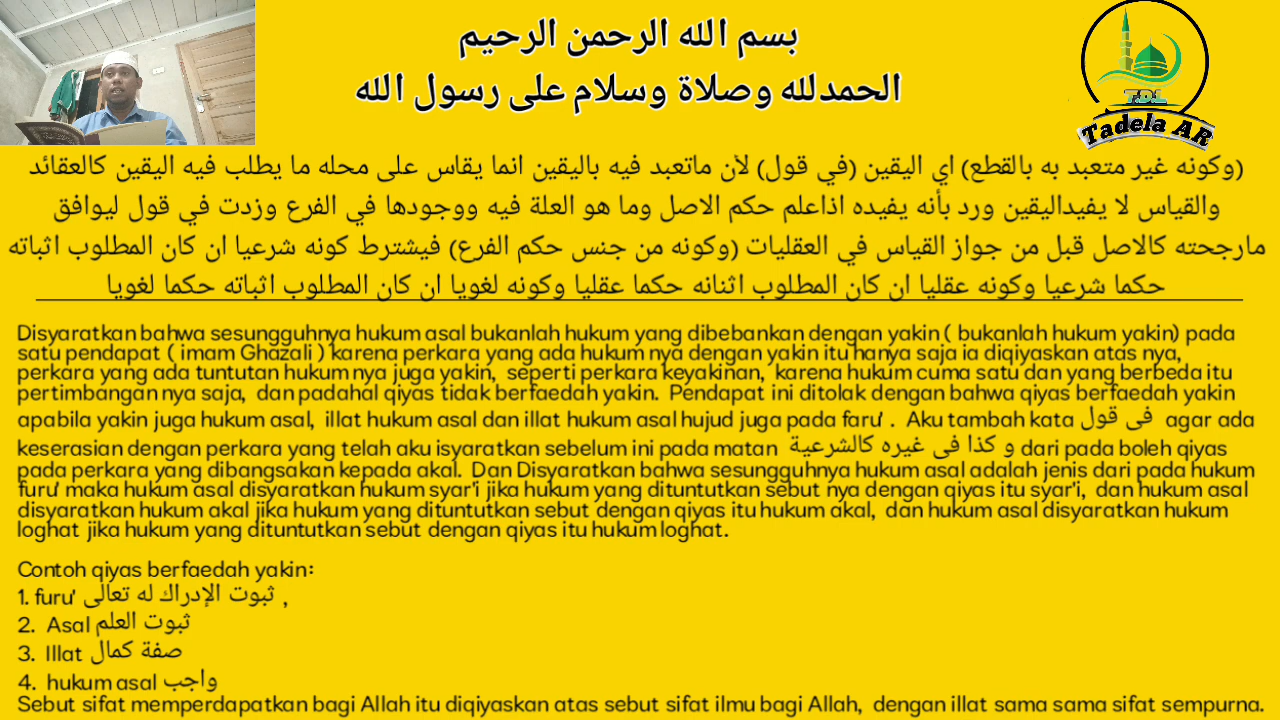 بسم الله الرحمن الرحيم
الحمدلله وصلاة وسلام على رسول الله
T.D.L
Tadela AR
(وكونه غير متعبد به بالقطع) اي اليقين (في قول) لأن ماتعبد فيه باليقين انما يقاس على محله ما يطلب فيه اليقين كالعقائد
والقياس لا يفيداليقين ورد بأنه يفيده اذاعلم حكم الاصل وما هو العلة فيه ووجودها في الفرع وزدت في قول ليوافق
مارجحته كالاصل قبل من جواز القياس في العقليات (وكونه من جنس حكم الفرع) فيشترط كونه شرعيا ان كان المطلوب اثباته
حكما شرعيا وكونه عقليا ان كان المطلوب اثنانه حكما عقليا وكونه لغويا ان كان المطلوب اثباته حكما لغويا
Disyaratkan bahwa sesungguhnya hukum asal bukanlah hukum yang dibebankan dengan yakin ( bukanlah hukum yakin) pada
satu pendapat ( imam Ghazali ) karena perkara yang ada hukum nya dengan yakin itu hanya saja ia diqiyaskan atas nya,
perkara yang ada tuntutan hukum nya juga yakin, seperti perkara keyakinan, karena hukum cuma satu dan yang berbeda itu
pertimbangan nya saja, dan padahal qiyas tidak berfaedah yakin. Pendapat ini ditolak dengan bahwa qiyas berfaedah yakin
apabila yakin juga hukum asal, illat hukum asal dan illat hukum asal hujud juga pada faru' . Aku tambah kata فى قول agar ada
keserasian dengan perkara yang telah aku isyaratkan sebelum ini pada matan و كذا فى غيره كالشرعية dari pada boleh qiyas
pada perkara yang dibangsakan kepada akal. Dan Disyaratkan bahwa sesungguhnya hukum asal adalah jenis dari pada hukum
furu' maka hukum asal disyaratkan hukum syar'i jika hukum yang dituntutkan sebut nya dengan qiyas itu syar'i, dan hukum asal
disyaratkan hukum akal jika hukum yang dituntutkan sebut dengan qiyas itu hukum akal, dan hukum asal disyaratkan hukum
loghat jika hukum yang dituntutkan sebut dengan qiyas itu hukum loghat.
Contoh qiyas berfaedah yakin:
1. furu' ثبوت الإدراك له تعالى ,
2. Asal ثبوت العلم
3. Illat صفة كمال
4. hukum asal واجب
Sebut sifat memperdapatkan bagi Allah itu diqiyaskan atas sebut sifat ilmu bagi Allah, dengan illat sama sama sifat sempurna.